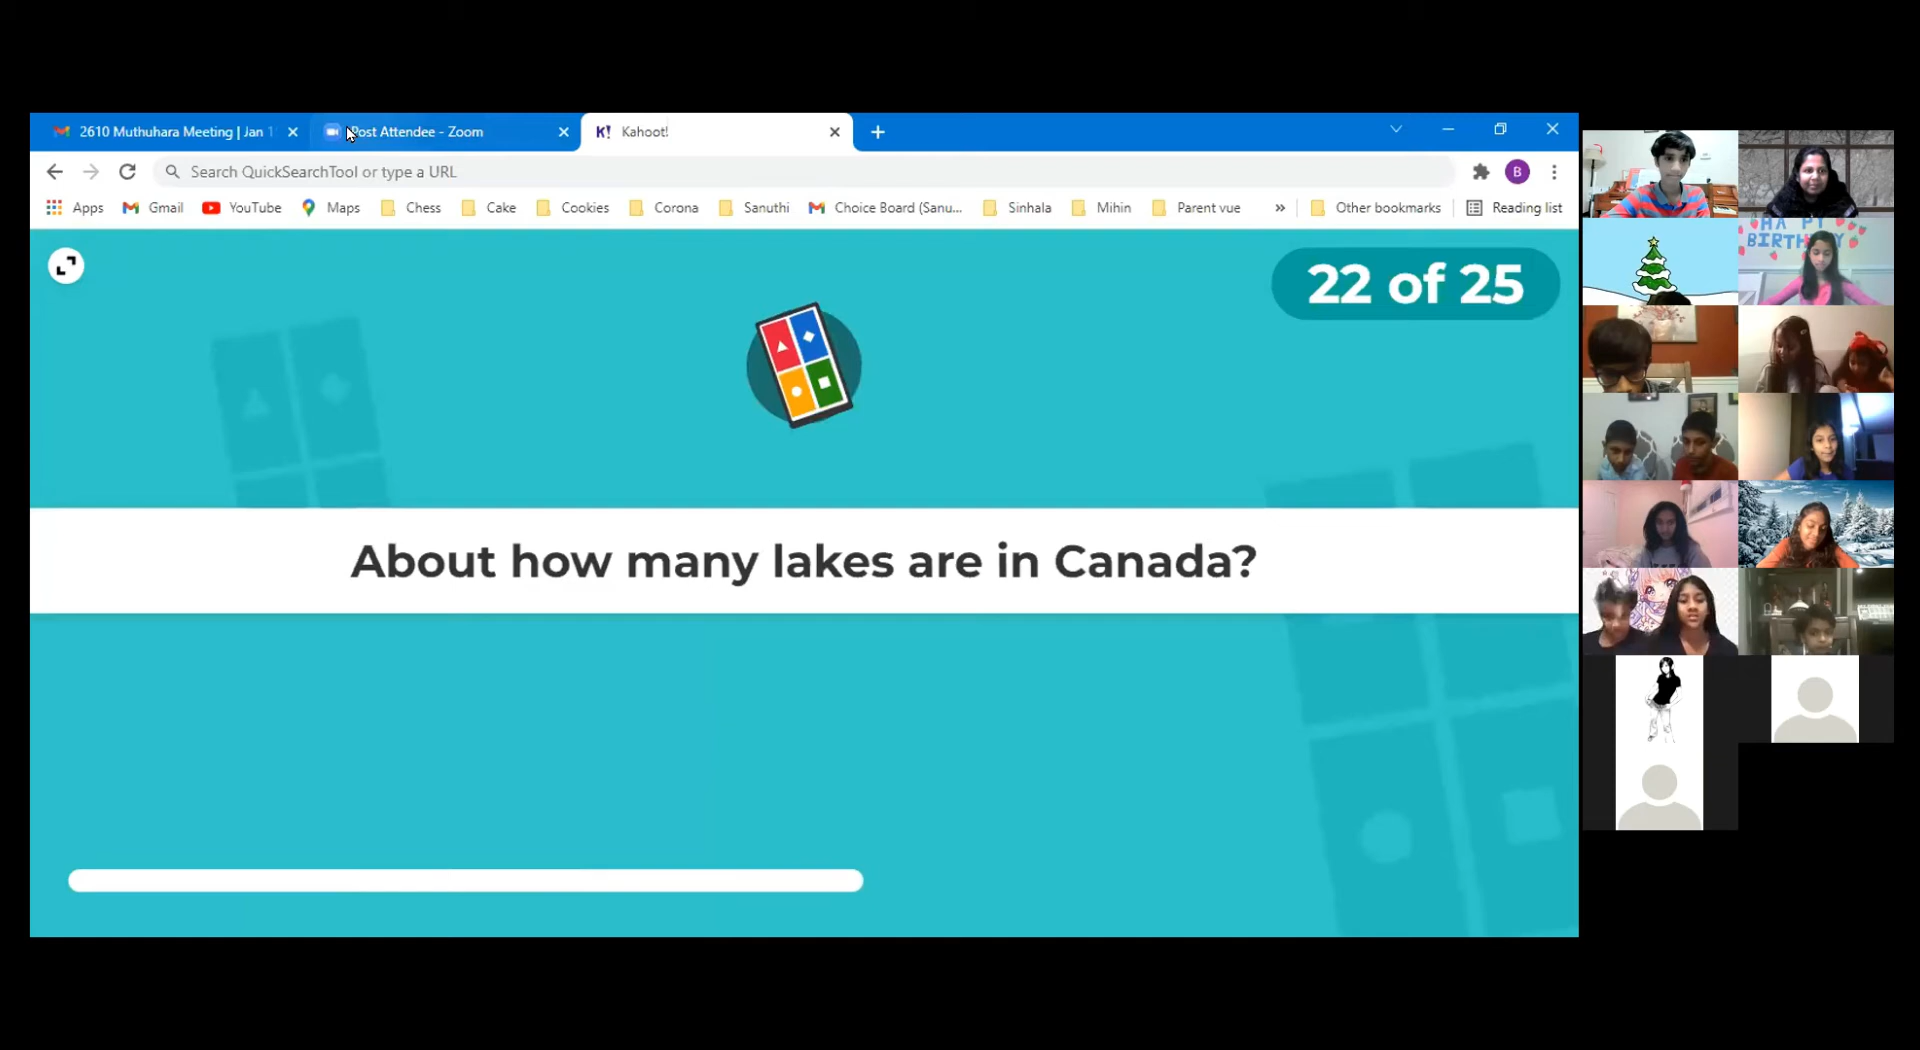 2610 Muthuhara Meeting | Jan 1
Post Attendee - Zoom
K! Kahoot!
Search QuickSearchTool or type a URL
B
Apps
Gmail
YouTube
Maps
Chess
Cake
Cookies
Corona
Sanuthi
Choice Board (Sanu...
Sinhala
Mihin
Parent vue
»
Other bookmarks
Reading list
22 of 25
About how many lakes are in Canada?
BIRTH